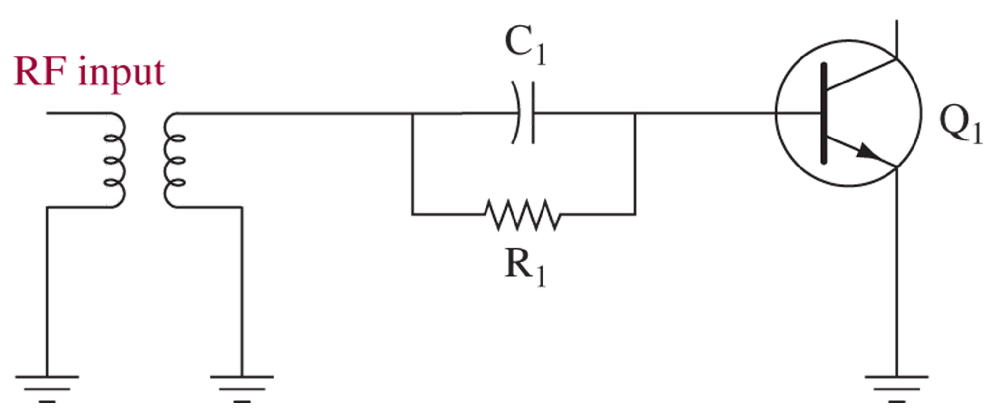 C₁
RF input
Q₁
R₁